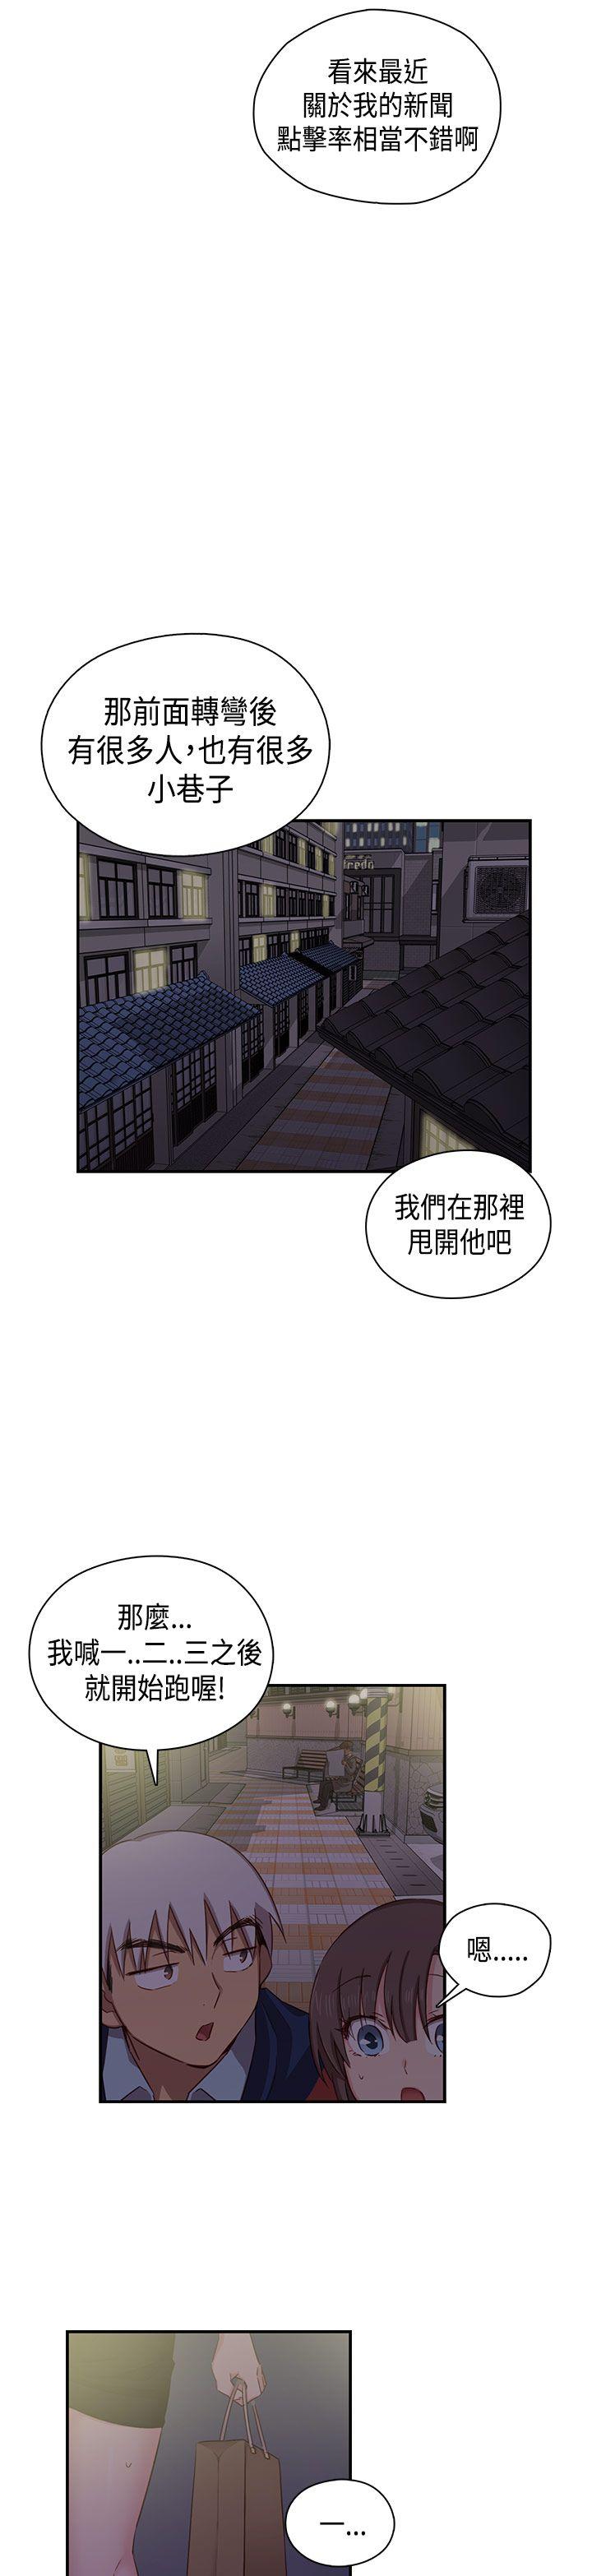 看來最近
關於我的新聞
點擊率相當不錯啊
那前面轉彎後
有很多人,也有很多
小巷子
我們在那裡
甩開他吧
那麼...
我喊一..二..三之後
就開始跑喔!
嗯.....
一...